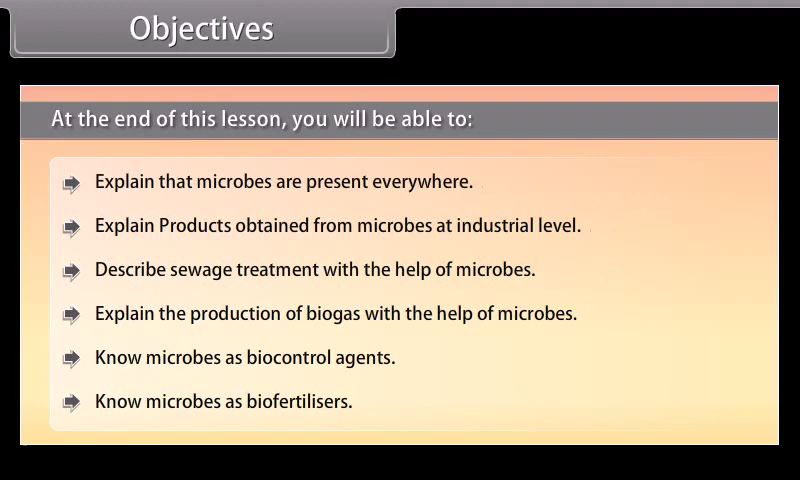 Objectives
At the end of this lesson, you will be able to:
Explain that microbes are present everywhere.
Explain Products obtained from microbes at industrial level.
Describe sewage treatment with the help of microbes.
Explain the production of biogas with the help of microbes.
Know microbes as biocontrol agents.
Know microbes as biofertilisers.